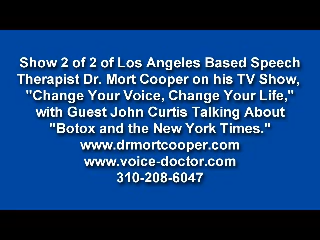 Show 2 of 2 of Los Angeles Based Speech
Therapist Dr. Mort Cooper on his TV Show,
"Change Your Voice, Change Your Life,"
with Guest John Curtis Talking About
"Botox and the New York Times."
www.drmortcooper.com
www.voice-doctor.com
310-208-6047